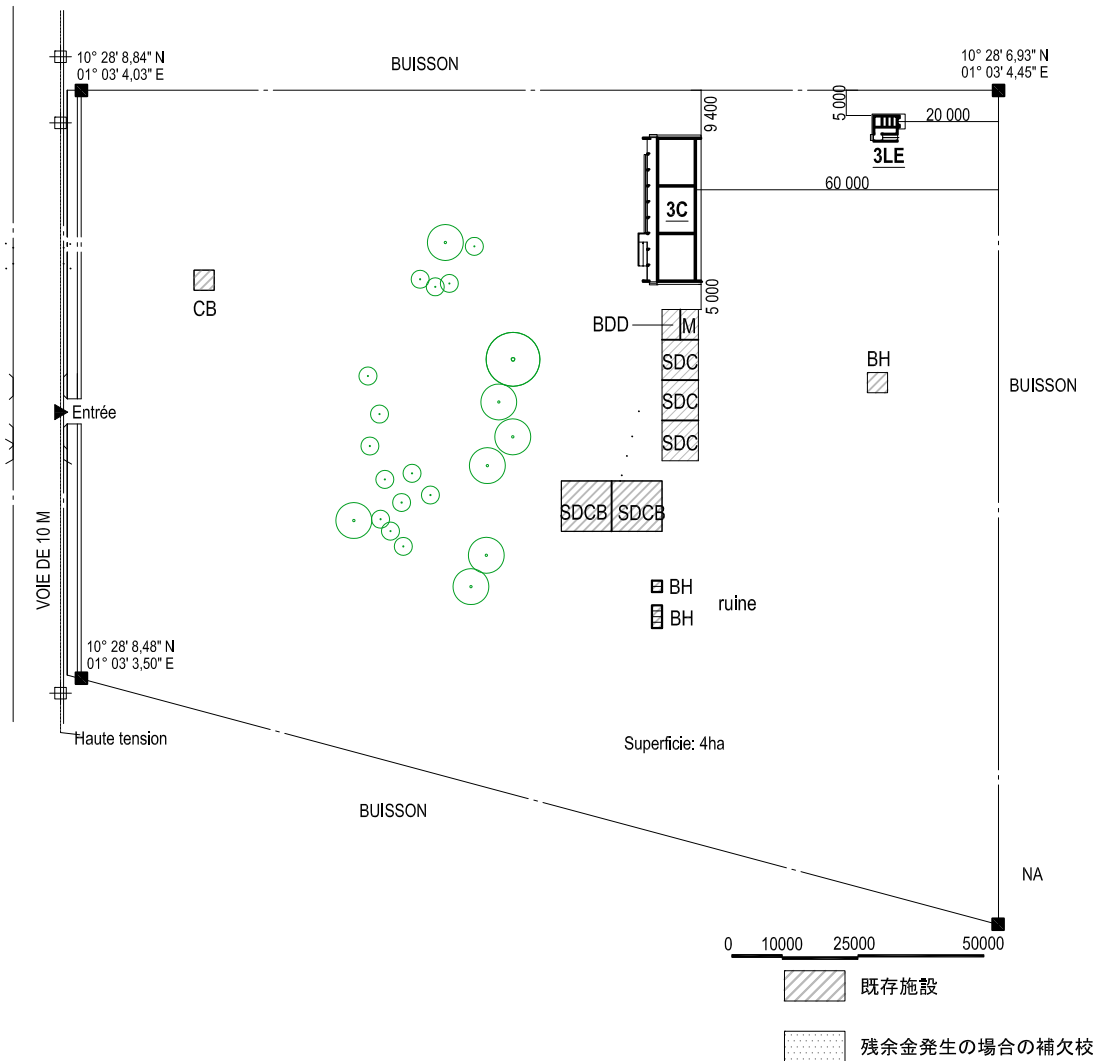 10° 28' 8,84" N
01° 03' 4,03" E
BUISSON
10° 28' 6,93" N
01° 03' 4,45" E
9 400
5 000
20 000
3LE
60 000
3C
CB
5 000
BDD
M
SDC
BH
SDC
BUISSON
Entrée
SDC
SDCB
SDCB
VOIE DE 10 M
BH
ruine
BH
10° 28' 8,48" N
01° 03' 3,50" E
Haute tension
Superficie: 4ha
BUISSON
NA
0 10000 25000 50000
既存施設
残余金発生の場合の補欠校